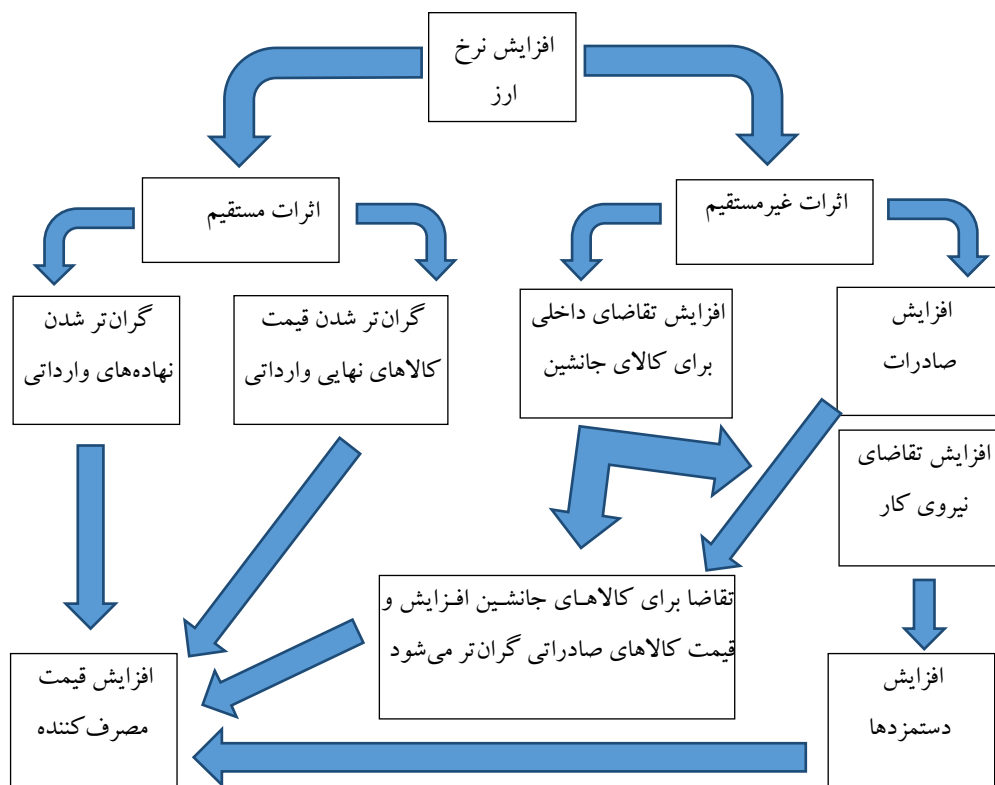 افزایش نرخ
ارز
اثرات غیرمستقیم
اثرات مستقیم
افزایش
صادرات
افزایش تقاضای داخلی
برای کالای جانشین
گران‌تر شدن قیمت
کالاهای نهایی وارداتی
گران‌تر شدن
نهاده‌های وارداتی
افزایش تقاضای
نیروی کار
تقاضا برای کالاهای جانشین افزایش و
قیمت کالاهای صادراتی گران‌تر می‌شود
افزایش
دستمزدها
افزایش قیمت
مصرف‌کننده